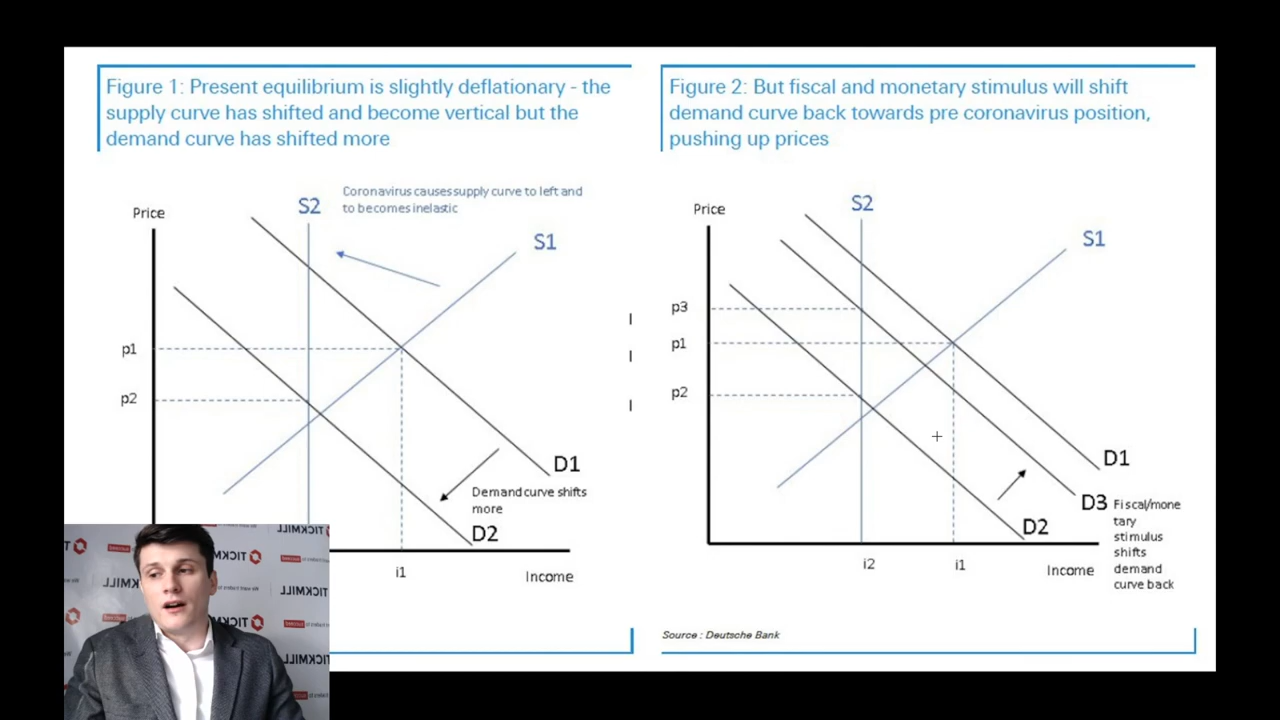 Figure 1: Present equilibrium is slightly deflationary - the
supply curve has shifted and become vertical but the
demand curve has shifted more
Coronavirus causes supply curve to left and
to becomes inelastic
S2
Price
S1
p1
p2
D1
Demand curve shifts
more
D2
i1
Income
Figure 2: But fiscal and monetary stimulus will shift
demand curve back towards pre coronavirus position,
pushing up prices
S2
Price
S1
p3
p1
p2
D1
D3
Fiscal/mone
tary
stimulus
shifts
demand
curve back
D2
i2
i1
Income
Source : Deutsche Bank
TICKMILL
TICKMILL
TICKMILL
TICKMILL